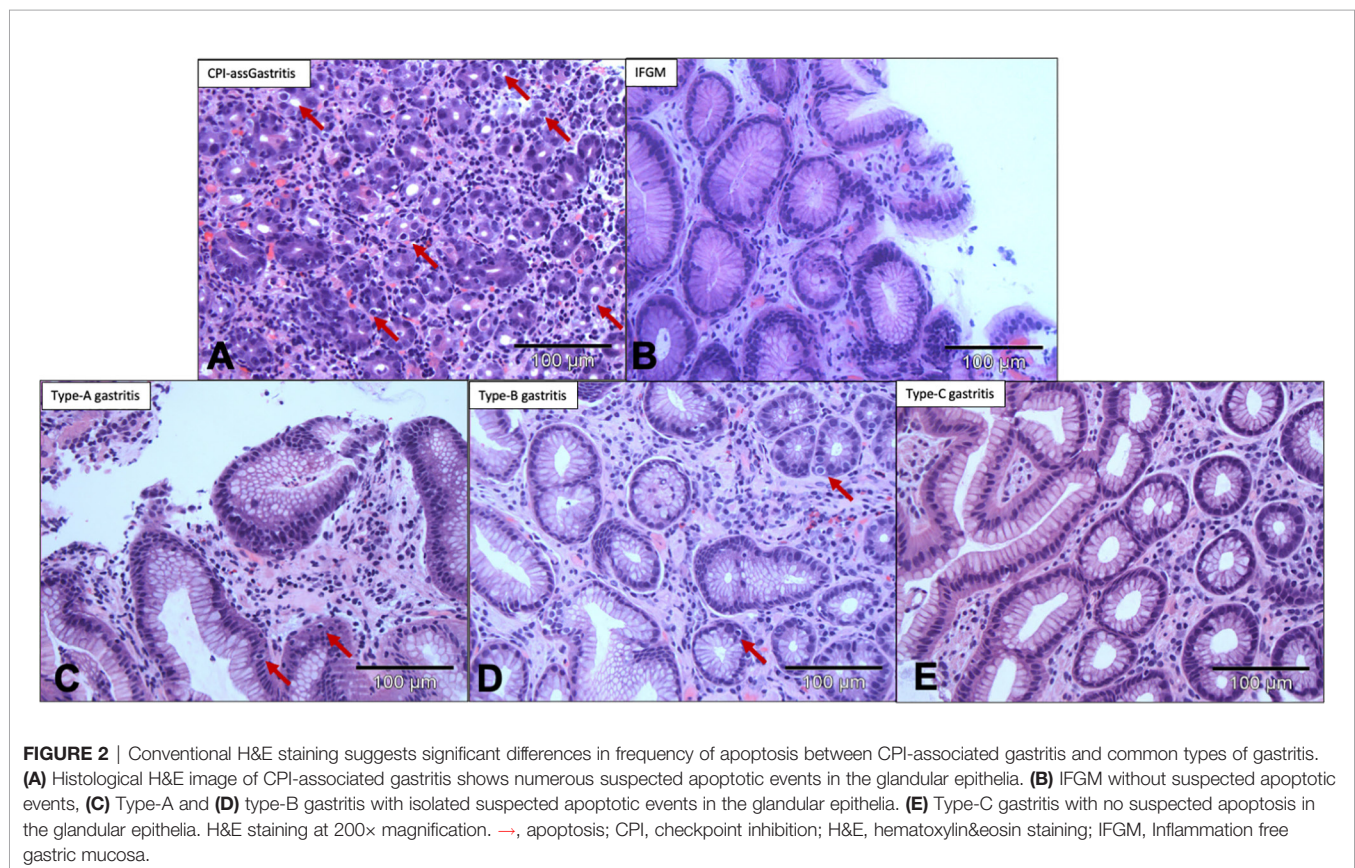 CPI-assGastritis
IFGM
A
100 µm
B
100 µm
Type-A gastritis
Type-B gastritis
Type-C gastritis
C
100 µm
D
100 µm
E
100 µm
FIGURE 2 | Conventional H&E staining suggests significant differences in frequency of apoptosis between CPI-associated gastritis and common types of gastritis.
(A) Histological H&E image of CPI-associated gastritis shows numerous suspected apoptotic events in the glandular epithelia. (B) IFGM without suspected apoptotic
events, (C) Type-A and (D) type-B gastritis with isolated suspected apoptotic events in the glandular epithelia. (E) Type-C gastritis with no suspected apoptosis in
the glandular epithelia. H&E staining at 200× magnification. →, apoptosis; CPI, checkpoint inhibition; H&E, hematoxylin&eosin staining; IFGM, Inflammation free
gastric mucosa.